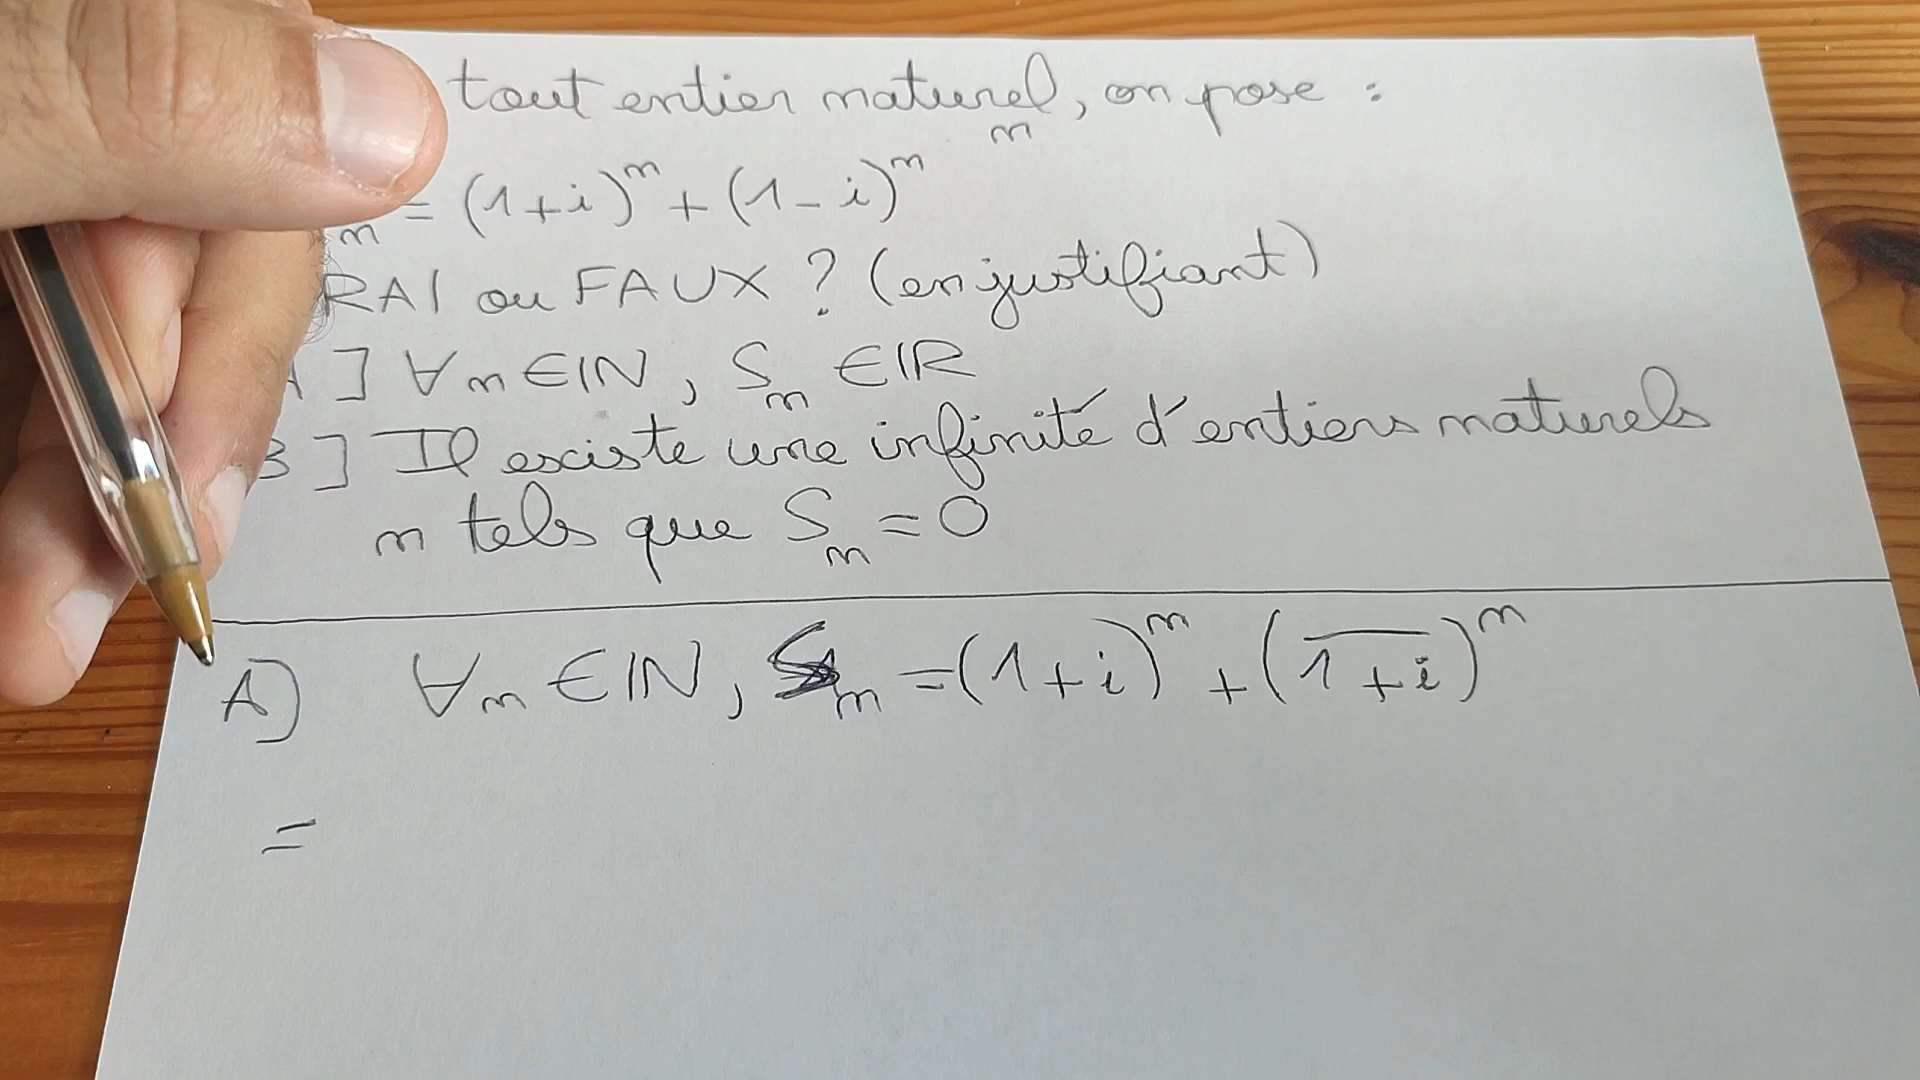 tout entier naturel, on pose :
n
n = (1+i)^n + (1-i)^n
RAI ou FAUX ? (en justifiant)
] ∀n ∈ ℕ, S_n ∈ ℝ
B] Il existe une infinité d'entiers naturels
n tels que S_n = 0
A) ∀n ∈ ℕ, S_n = (1+i)^n + (\overline{1+i})^n
=